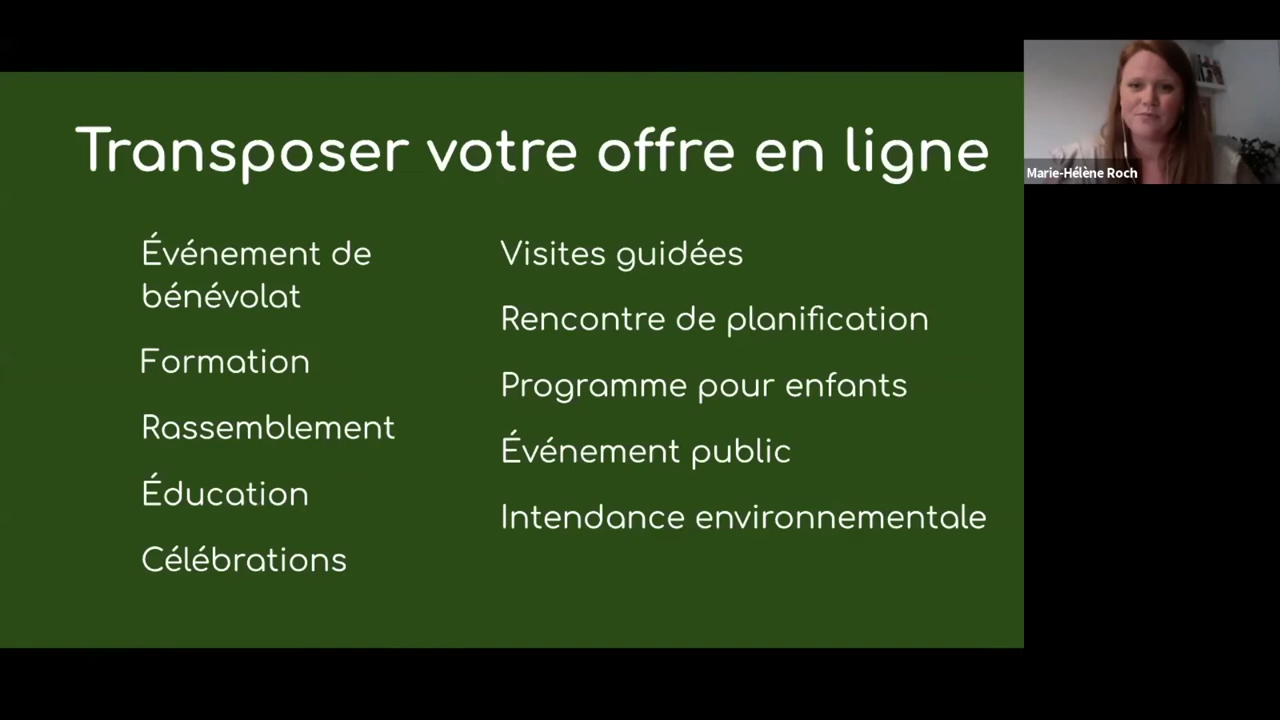 Transposer votre offre en ligne
Événement de
bénévolat
Formation
Rassemblement
Éducation
Célébrations
Visites guidées
Rencontre de planification
Programme pour enfants
Événement public
Intendance environnementale
Marie-Hélène Roch